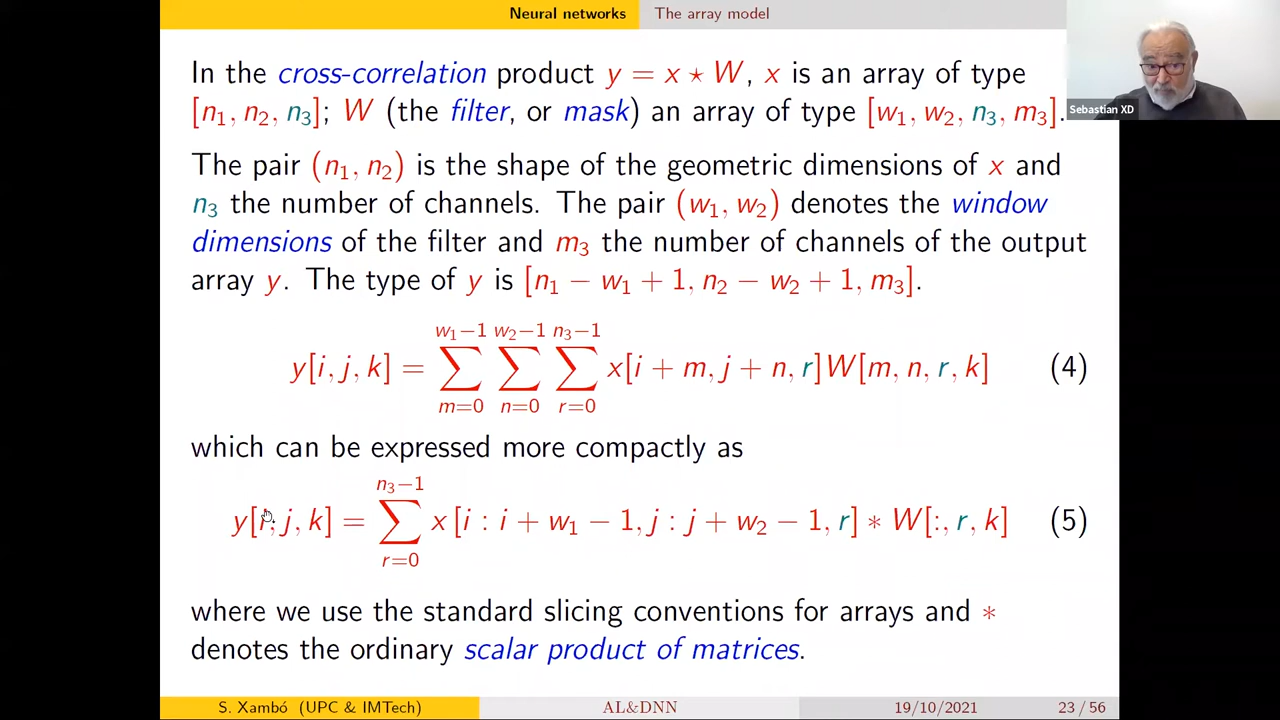 Neural networks The array model
In the cross-correlation product y = x ⋆ W, x is an array of type
[n₁, n₂, n₃]; W (the filter, or mask) an array of type [w₁, w₂, n₃, m₃].
Sebastian XD
The pair (n₁, n₂) is the shape of the geometric dimensions of x and
n₃ the number of channels. The pair (w₁, w₂) denotes the window
dimensions of the filter and m₃ the number of channels of the output
array y. The type of y is [n₁ − w₁ + 1, n₂ − w₂ + 1, m₃].
y[i, j, k] = ∑_{m=0}^{w₁−1} ∑_{n=0}^{w₂−1} ∑_{r=0}^{n₃−1} x[i + m, j + n, r]W[m, n, r, k] (4)
which can be expressed more compactly as
y[i, j, k] = ∑_{r=0}^{n₃−1} x [i : i + w₁ − 1, j : j + w₂ − 1, r] ∗ W[:, r, k] (5)
where we use the standard slicing conventions for arrays and ∗
denotes the ordinary scalar product of matrices.
S. Xambó (UPC & IMTech) AL&DNN 19/10/2021 23 / 56